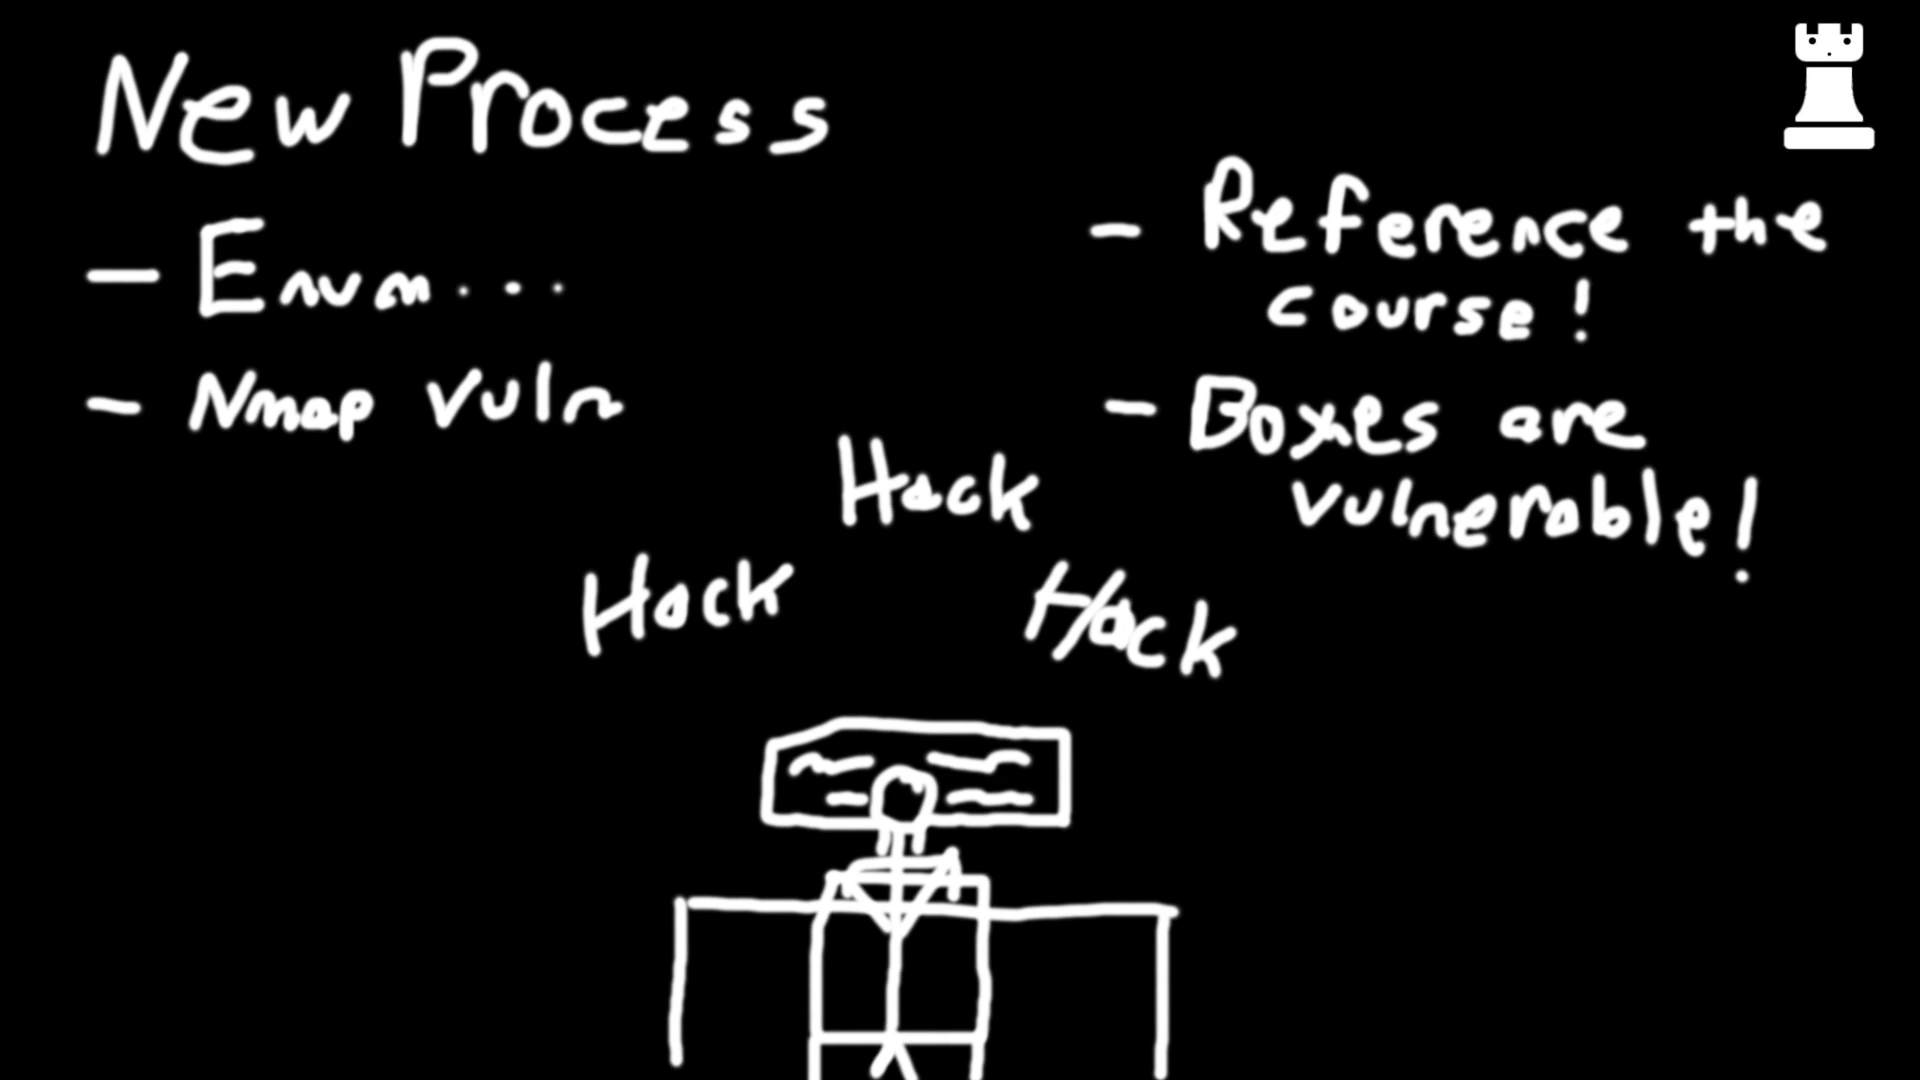 New Process
- Enum...
- Nmap vuln
- Reference the
course!
- Boxes are
vulnerable!
Hack
Hack
Hack